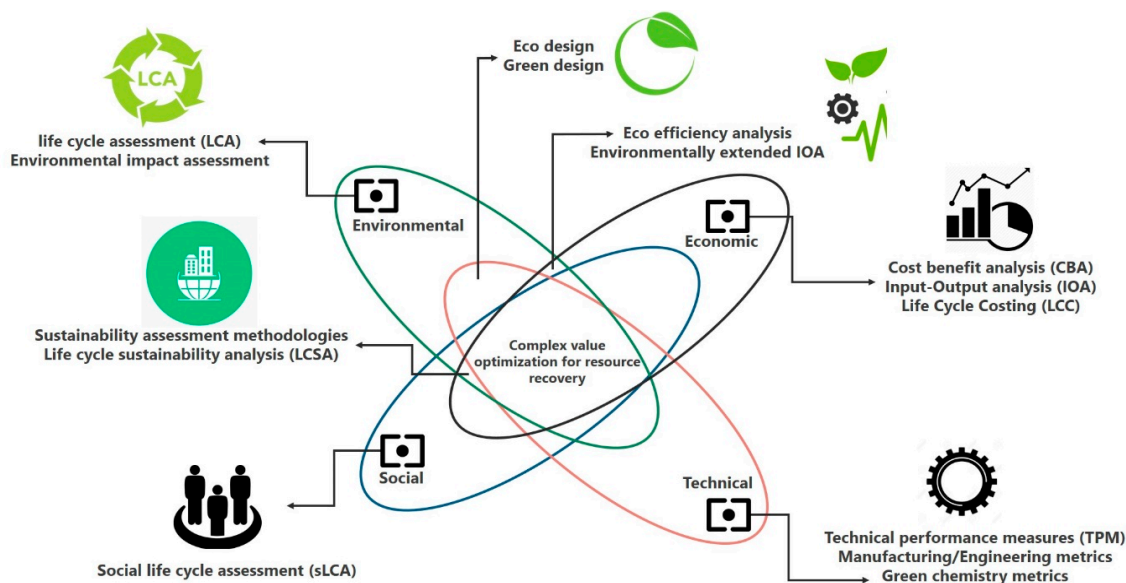 Eco design
Green design
LCA
life cycle assessment (LCA)
Environmental impact assessment
Eco efficiency analysis
Environmentally extended IOA
Environmental
Economic
Cost benefit analysis (CBA)
Input-Output analysis (IOA)
Life Cycle Costing (LCC)
Sustainability assessment methodologies
Life cycle sustainability analysis (LCSA)
Complex value
optimization for resource
recovery
Social
Technical
Social life cycle assessment (sLCA)
Technical performance measures (TPM)
Manufacturing/Engineering metrics
Green chemistry metrics